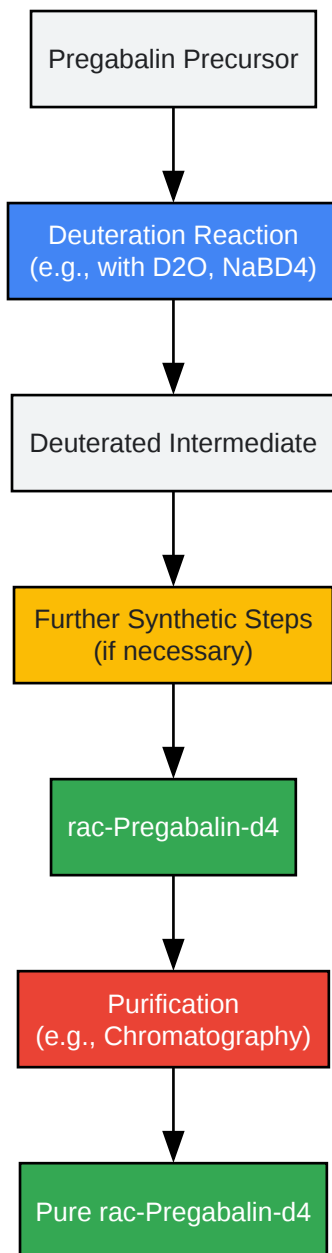 Pregabalin Precursor
Deuteration Reaction
(e.g., with D2O, NaBD4)
Deuterated Intermediate
Further Synthetic Steps
(if necessary)
rac-Pregabalin-d4
Purification
(e.g., Chromatography)
Pure rac-Pregabalin-d4